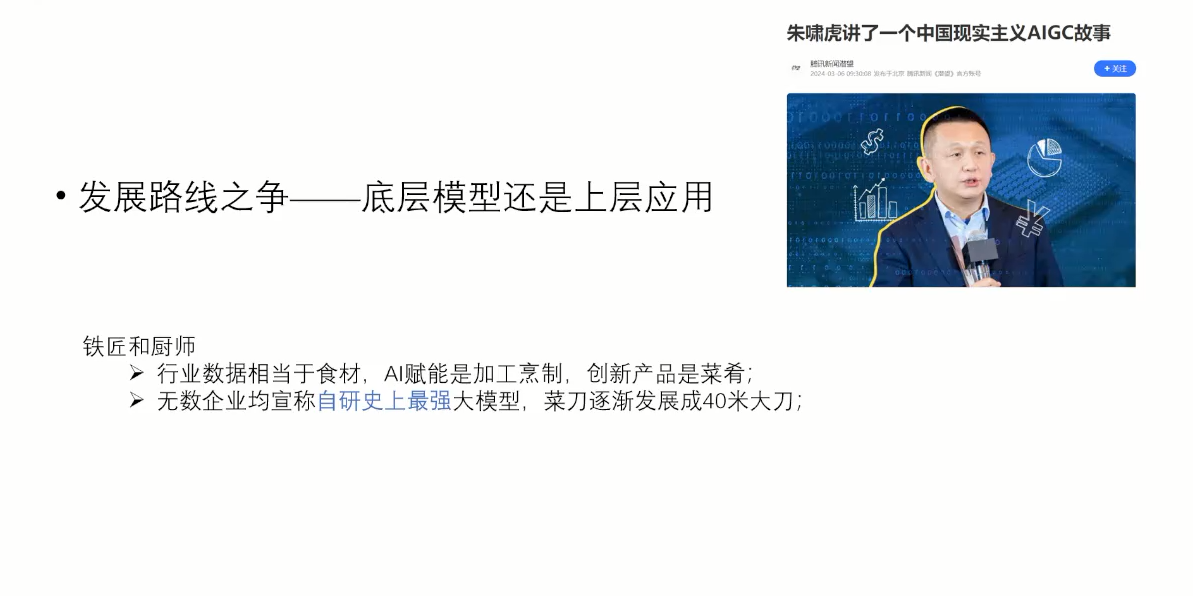 朱啸虎讲了一个中国现实主义AIGC故事
腾讯新闻潜望
2024-03-06 09:30:08 发布于北京 腾讯新闻《潜望》官方账号
+ 关注
• 发展路线之争——底层模型还是上层应用
铁匠和厨师
➢ 行业数据相当于食材，AI赋能是加工烹制，创新产品是菜肴；
➢ 无数企业均宣称自研史上最强大模型，菜刀逐渐发展成40米大刀；